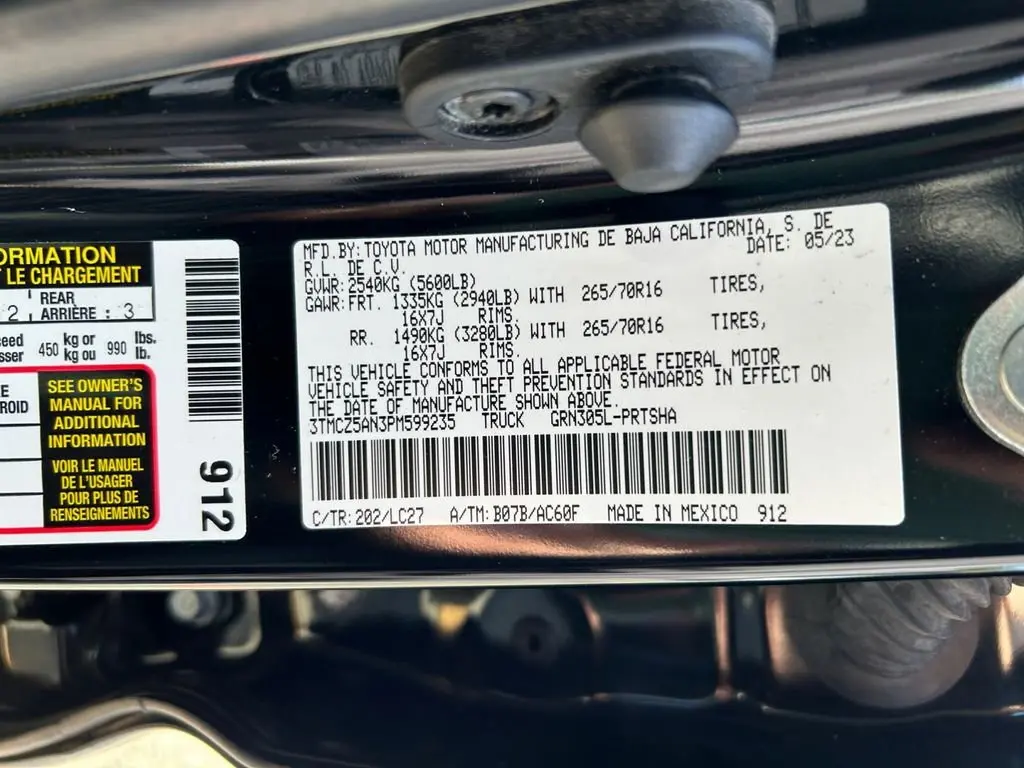 ORMATION
T LE CHARGEMENT
2 REAR ARRIÈRE : 3
ceed 450 kg or kg ou 990 lbs. lb.
sser
E
ROID
SEE OWNER'S
MANUAL FOR
ADDITIONAL
INFORMATION
VOIR LE MANUEL
DE L'USAGER
POUR PLUS DE
RENSEIGNEMENTS
912
MFD.BY:TOYOTA MOTOR MANUFACTURING DE BAJA CALIFORNIA, S. DE
R.L. DE C.V. DATE: 05/23
GVWR:2540KG (5600LB)
GAWR:FRT. 1335KG (2940LB) WITH 265/70R16 TIRES,
16X7J RIMS.
RR. 1490KG (3280LB) WITH 265/70R16 TIRES,
16X7J RIMS.
THIS VEHICLE CONFORMS TO ALL APPLICABLE FEDERAL MOTOR
VEHICLE SAFETY AND THEFT PREVENTION STANDARDS IN EFFECT ON
THE DATE OF MANUFACTURE SHOWN ABOVE.
3TMCZ5AN3PM599235 TRUCK GRN305L-PRTSHA
C/TR:202/LC27 A/TM:B07B/AC60F MADE IN MEXICO 912